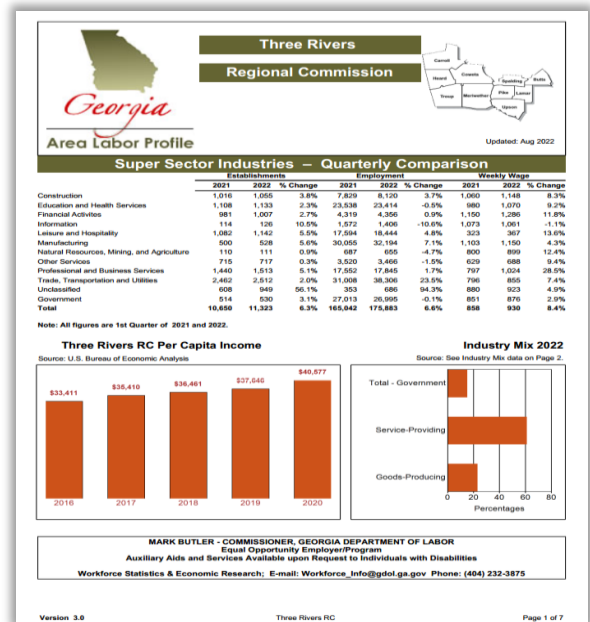 Three Rivers
Regional Commission
Carroll
Heard
Coweta
Spalding
Butts
Troup
Meriwether
Pike
Lamar
Upson
Georgia
Area Labor Profile
Updated: Aug 2022
Super Sector Industries – Quarterly Comparison
Establishments Employment Weekly Wage
2021 2022 % Change 2021 2022 % Change 2021 2022 % Change
Construction 1,016 1,055 3.8% 7,829 8,120 3.7% 1,060 1,148 8.3%
Education and Health Services 1,108 1,133 2.3% 23,538 23,414 -0.5% 980 1,070 9.2%
Financial Activites 981 1,007 2.7% 4,319 4,356 0.9% 1,150 1,286 11.8%
Information 114 126 10.5% 1,572 1,406 -10.6% 1,073 1,061 -1.1%
Leisure and Hospitality 1,082 1,142 5.5% 17,594 18,444 4.8% 323 367 13.6%
Manufacturing 500 528 5.6% 30,055 32,194 7.1% 1,103 1,150 4.3%
Natural Resources, Mining, and Agriculture 110 111 0.9% 687 655 -4.7% 800 899 12.4%
Other Services 715 717 0.3% 3,520 3,466 -1.5% 629 688 9.4%
Professional and Business Services 1,440 1,513 5.1% 17,552 17,845 1.7% 797 1,024 28.5%
Trade, Transportation and Utilities 2,462 2,512 2.0% 31,008 38,306 23.5% 796 855 7.4%
Unclassified 608 949 56.1% 353 686 94.3% 880 923 4.9%
Government 514 530 3.1% 27,013 26,995 -0.1% 851 876 2.9%
Total 10,650 11,323 6.3% 165,042 175,883 6.6% 858 930 8.4%
Note: All figures are 1st Quarter of 2021 and 2022.
Three Rivers RC Per Capita Income
Source: U.S. Bureau of Economic Analysis
$33,411
$35,410
$36,461
$37,646
$40,577
2016 2017 2018 2019 2020
Industry Mix 2022
Source: See Industry Mix data on Page 2.
Total - Government
Service-Providing
Goods-Producing
0 20 40 60 80
Percentages
MARK BUTLER - COMMISSIONER, GEORGIA DEPARTMENT OF LABOR
Equal Opportunity Employer/Program
Auxiliary Aids and Services Available upon Request to Individuals with Disabilities
Workforce Statistics & Economic Research; E-mail: Workforce_Info@gdol.ga.gov Phone: (404) 232-3875
Version 3.0 Three Rivers RC Page 1 of 7